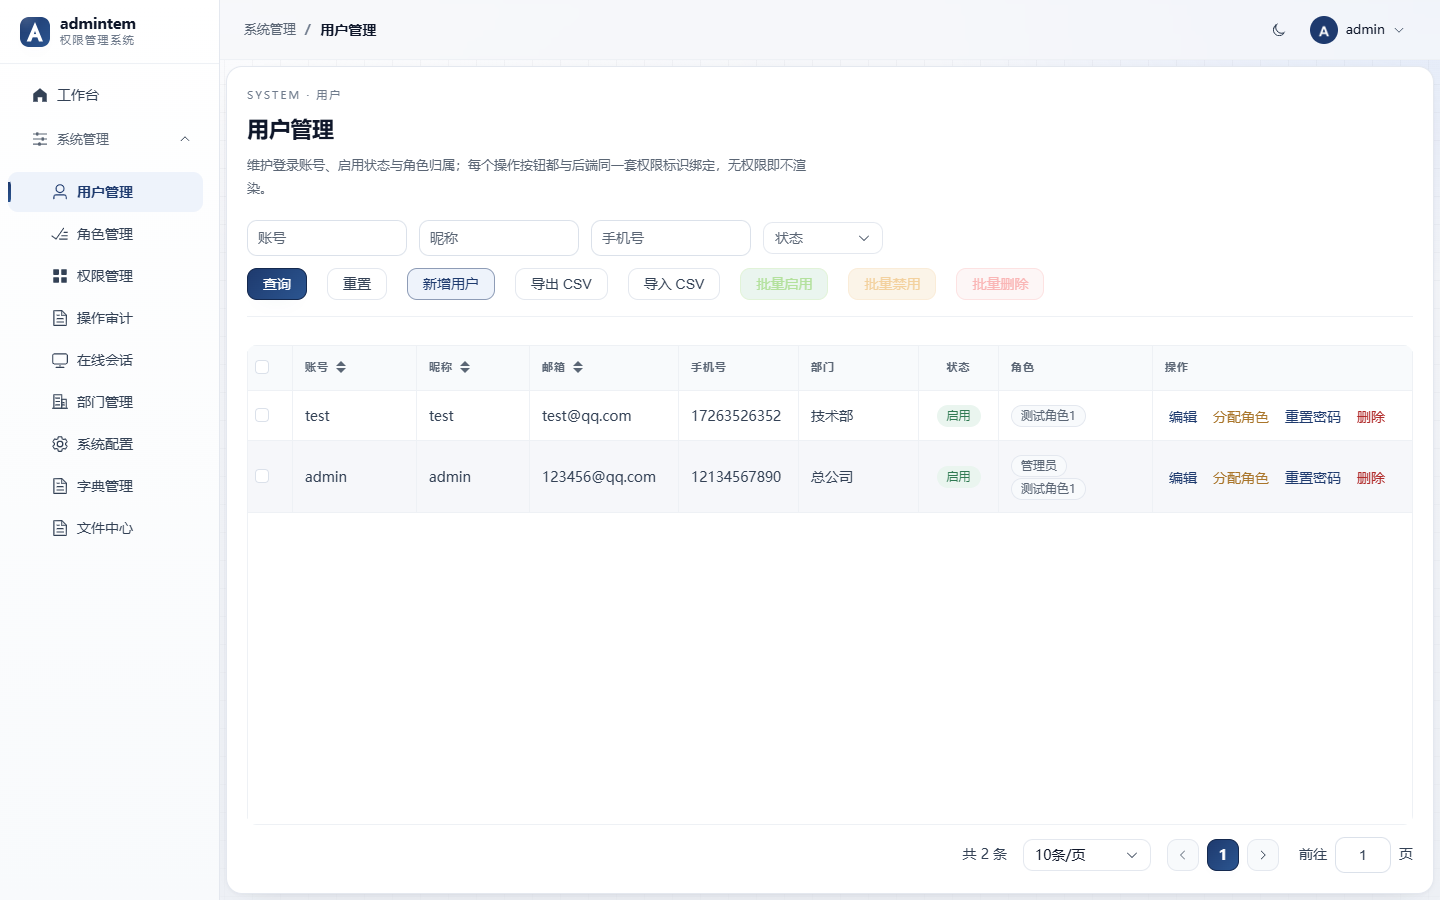 admintem
权限管理系统
系统管理 / 用户管理
A admin
工作台
系统管理
用户管理
角色管理
权限管理
操作审计
在线会话
部门管理
系统配置
字典管理
文件中心
SYSTEM · 用户
用户管理
维护登录账号、启用状态与角色归属；每个操作按钮都与后端同一套权限标识绑定，无权限即不渲
染。
账号 昵称 手机号 状态
查询 重置 新增用户 导出 CSV 导入 CSV 批量启用 批量禁用 批量删除
账号 昵称 邮箱 手机号 部门 状态 角色 操作
test test test@qq.com 17263526352 技术部 启用 测试角色1 编辑 分配角色 重置密码 删除
admin admin 123456@qq.com 12134567890 总公司 启用 管理员 测试角色1 编辑 分配角色 重置密码 删除
共 2 条 10条/页 1 前往 1 页